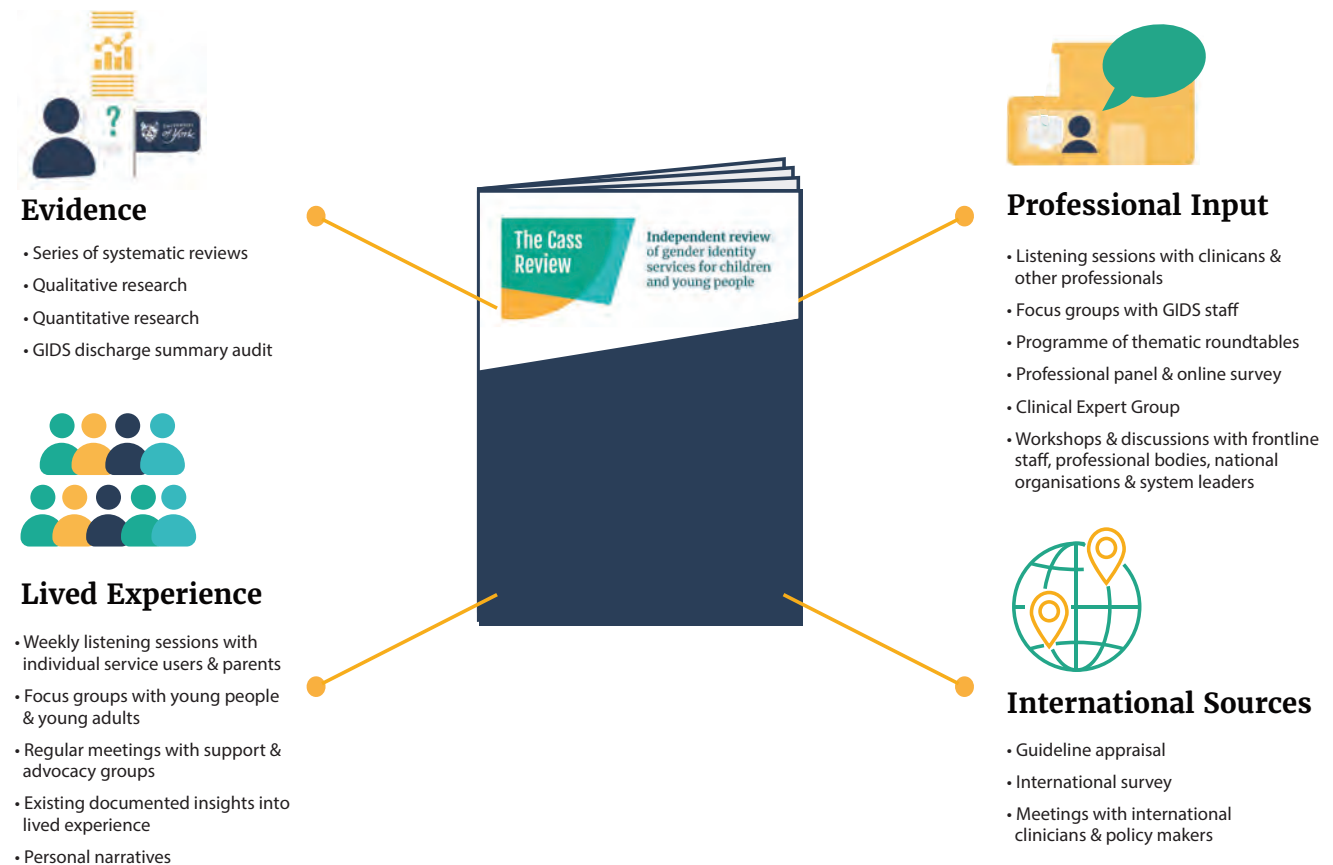 ?
of York
Evidence
• Series of systematic reviews
• Qualitative research
• Quantitative research
• GIDS discharge summary audit
Lived Experience
• Weekly listening sessions with
individual service users & parents
• Focus groups with young people
& young adults
• Regular meetings with support &
advocacy groups
• Existing documented insights into
lived experience
• Personal narratives
The Cass
Review
Independent review
of gender identity
services for children
and young people
Professional Input
• Listening sessions with clinicans &
other professionals
• Focus groups with GIDS staff
• Programme of thematic roundtables
• Professional panel & online survey
• Clinical Expert Group
• Workshops & discussions with frontline
staff, professional bodies, national
organisations & system leaders
International Sources
• Guideline appraisal
• International survey
• Meetings with international
clinicians & policy makers